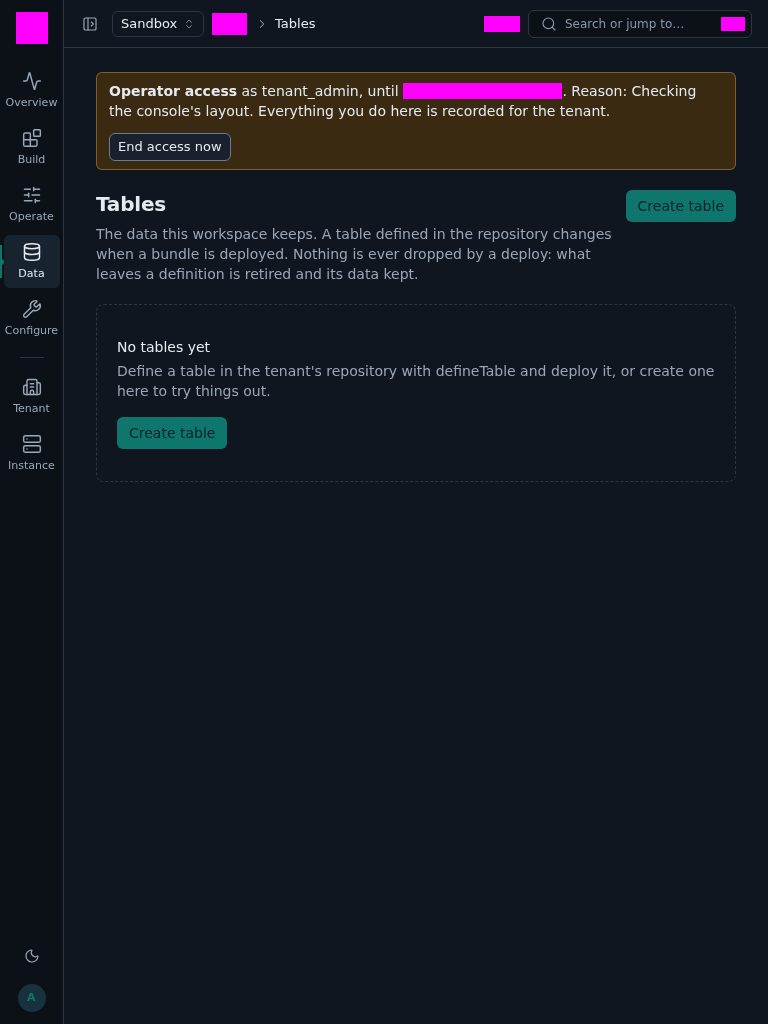 Sandbox
Tables
Search or jump to…
Overview
Build
Operate
Data
Configure
Tenant
Instance
A
Operator access as tenant_admin, until . Reason: Checking
the console's layout. Everything you do here is recorded for the tenant.
End access now
Tables
Create table
The data this workspace keeps. A table defined in the repository changes
when a bundle is deployed. Nothing is ever dropped by a deploy: what
leaves a definition is retired and its data kept.
No tables yet
Define a table in the tenant's repository with defineTable and deploy it, or create one
here to try things out.
Create table